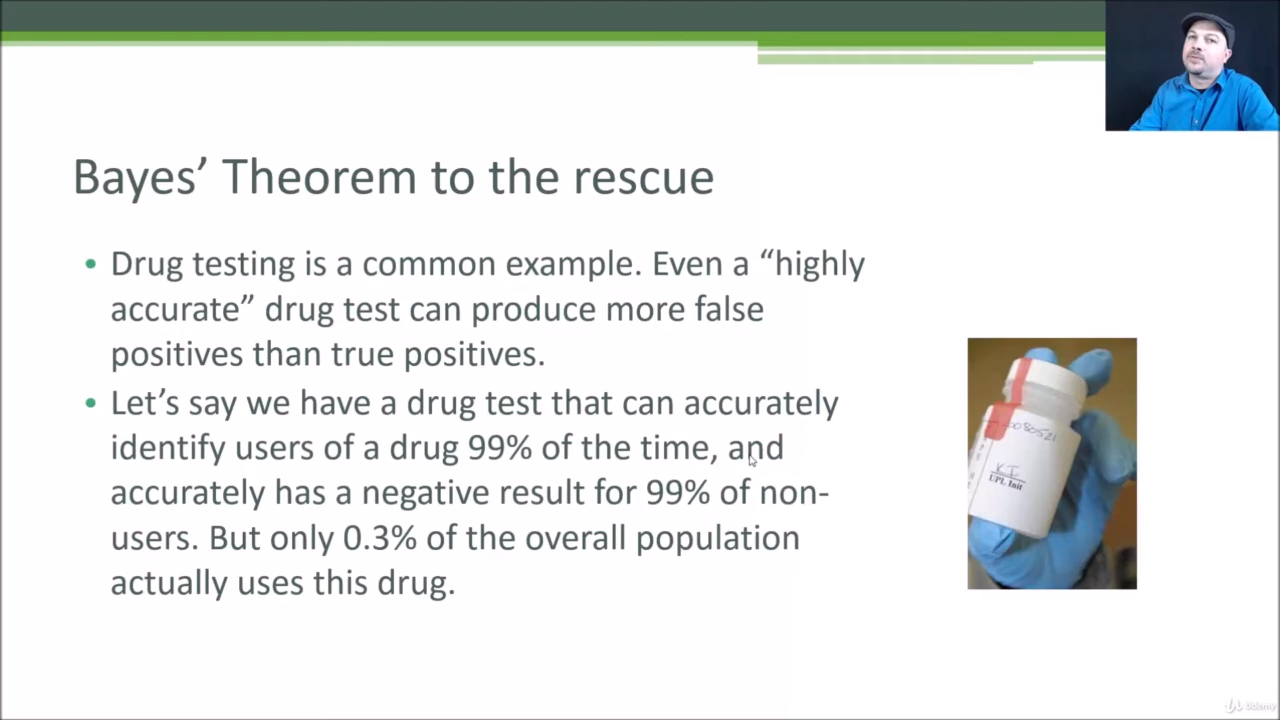 Bayes’ Theorem to the rescue
• Drug testing is a common example. Even a “highly
accurate” drug test can produce more false
positives than true positives.
• Let’s say we have a drug test that can accurately
identify users of a drug 99% of the time, and
accurately has a negative result for 99% of non-
users. But only 0.3% of the overall population
actually uses this drug.
UPL Init
Udemy